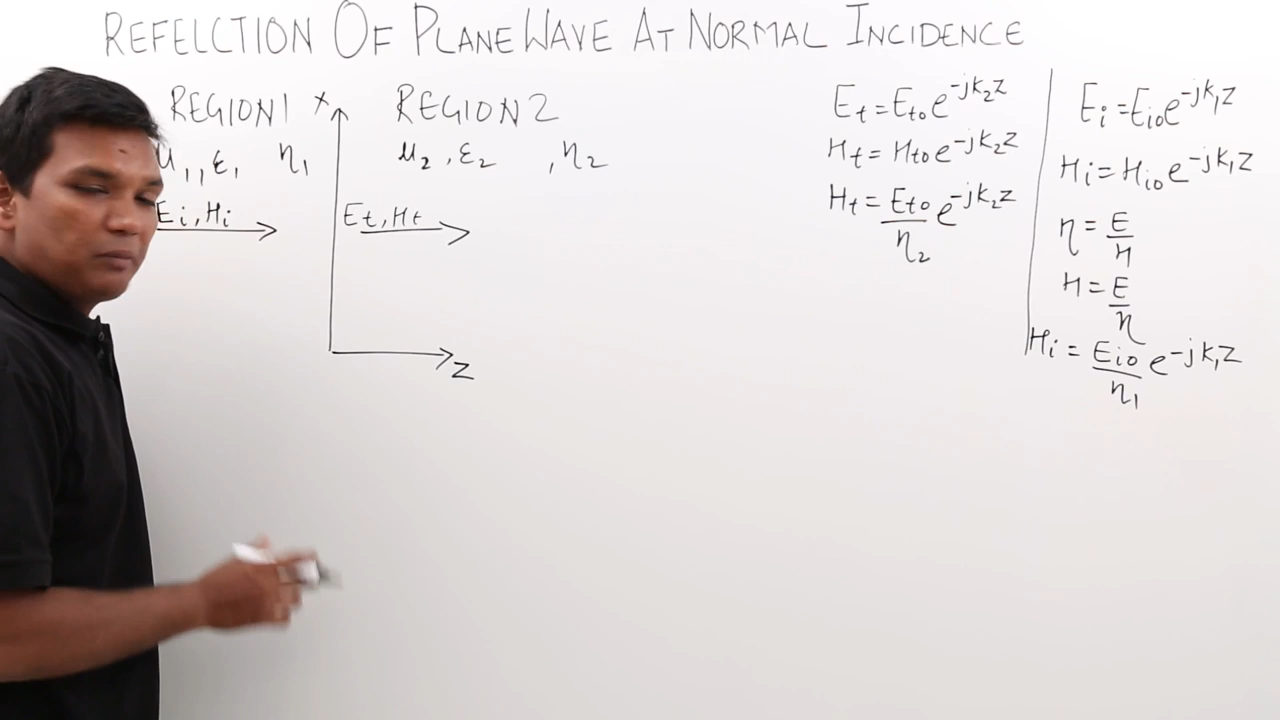 REFELCTION OF PLANE WAVE AT NORMAL INCIDENCE
REGION 1
μ₁, ε₁ η₁
Ei, Hi
x
z
REGION 2
μ₂, ε₂ , η₂
Et, Ht
Et = Et₀ e^-jk₂z
Ht = Ht₀ e^-jk₂z
Ht = Et₀/η₂ e^-jk₂z
Ei = Ei₀ e^-jk₁z
Hi = Hi₀ e^-jk₁z
η = E/H
H = E/η
Hi = Ei₀/η₁ e^-jk₁z